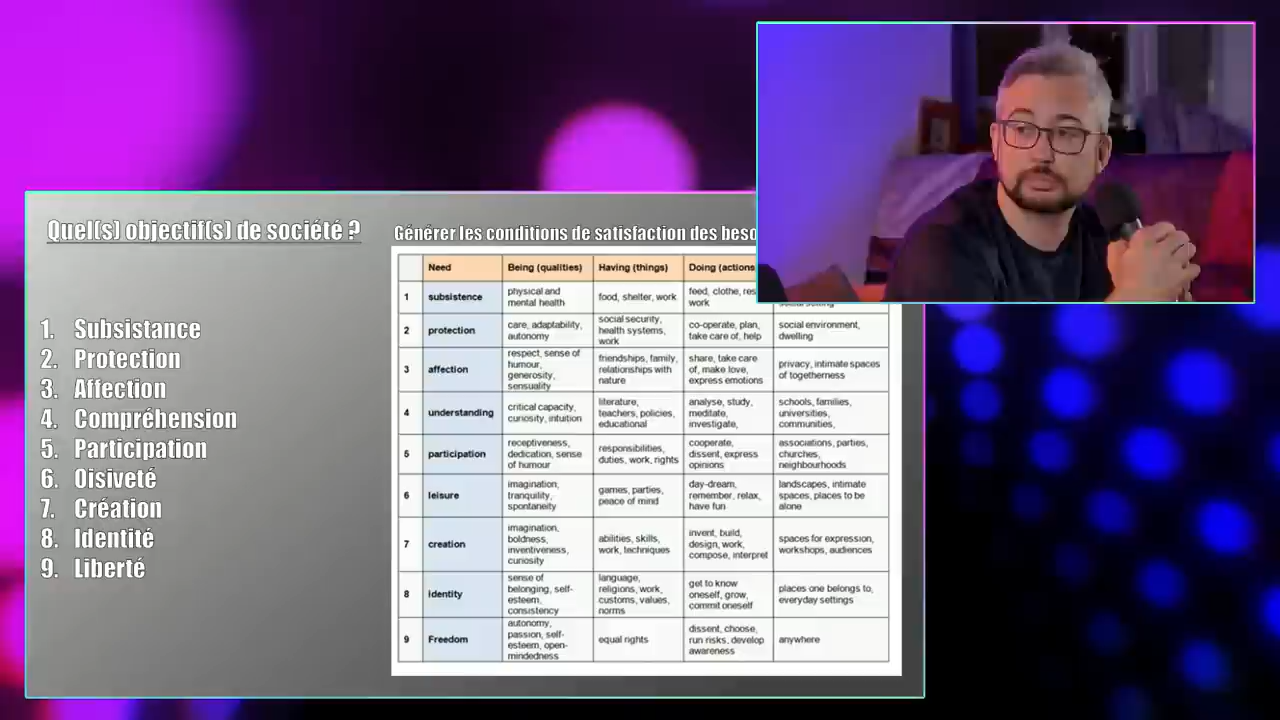 Quel(s) objectif(s) de société ?
1. Subsistance
2. Protection
3. Affection
4. Compréhension
5. Participation
6. Oisiveté
7. Création
8. Identité
9. Liberté
Générer les conditions de satisfaction des beso
Need Being (qualities) Having (things) Doing (actions
1 subsistence physical and mental health food, shelter, work feed, clothe, res work
2 protection care, adaptability, autonomy social security, health systems, work co-operate, plan, take care of, help social environment, dwelling
3 affection respect, sense of humour, generosity, sensuality friendships, family, relationships with nature share, take care of, make love, express emotions privacy, intimate spaces of togetherness
4 understanding critical capacity, curiosity, intuition literature, teachers, policies, educational analyse, study, meditate, investigate, schools, families, universities, communities,
5 participation receptiveness, dedication, sense of humour responsibilities, duties, work, rights cooperate, dissent, express opinions associations, parties, churches, neighbourhoods
6 leisure imagination, tranquility, spontaneity games, parties, peace of mind day-dream, remember, relax, have fun landscapes, intimate spaces, places to be alone
7 creation imagination, boldness, inventiveness, curiosity abilities, skills, work, techniques invent, build, design, work, compose, interpret spaces for expression, workshops, audiences
8 identity sense of belonging, self-esteem, consistency language, religions, work, customs, values, norms get to know oneself, grow, commit oneself places one belongs to, everyday settings
9 Freedom autonomy, passion, self-esteem, open-mindedness equal rights dissent, choose, run risks, develop awareness anywhere